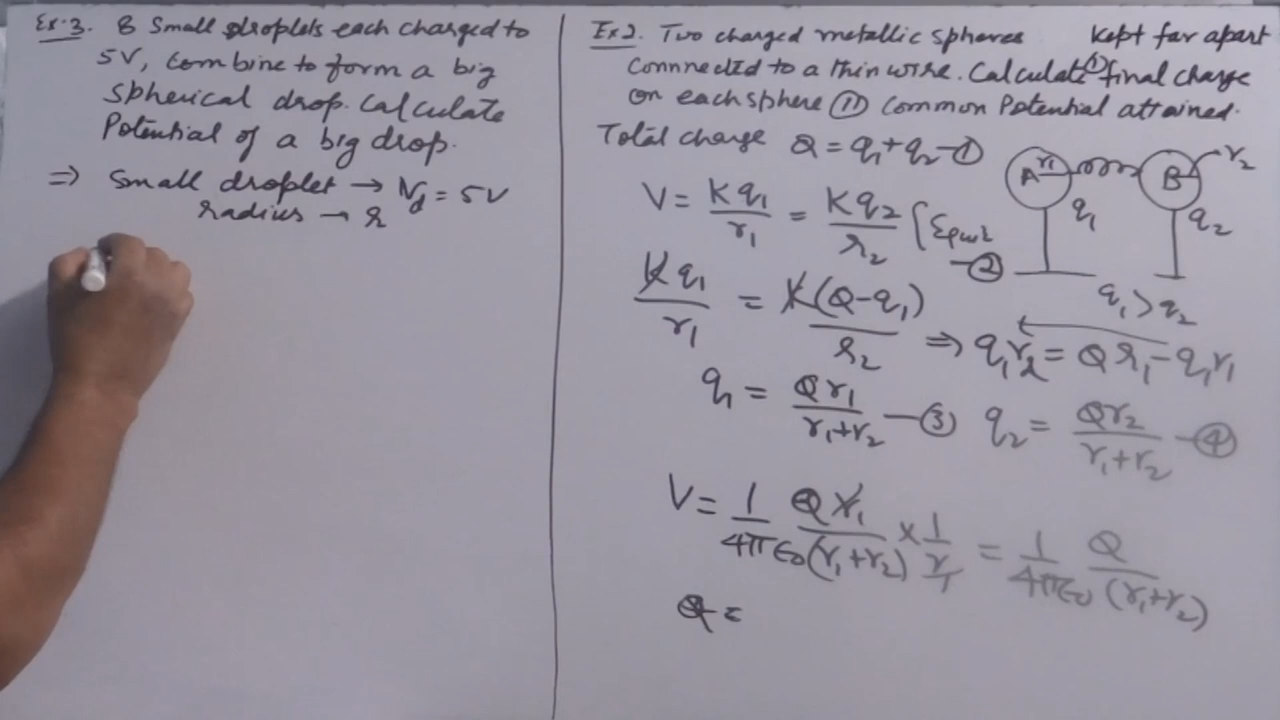 Ex.3. 8 Small droplets each charged to
5V, Combine to form a big
spherical drop. Calculate
Potential of a big drop.
⇒ Small droplet → V_d = 5V
radius → r
Ex2. Two charged metallic spheres kept far apart
Connnected to a thin wire. Calculate ① final charge
on each sphere ② Common Potential attained.
Total charge Q = q₁+q₂ —①
A r₁ B r₂
q₁ q₂
V = Kq₁/r₁ = Kq₂/r₂ —②
q₁ > q₂
Kq₁/r₁ = K(Q-q₁)/r₂ ⇒ q₁r₂ = Qr₁ - q₁r₁
q₁ = Qr₁/(r₁+r₂) —③ q₂ = Qr₂/(r₁+r₂) —④
V = 1/4πε₀ Qr₁/(r₁+r₂) × 1/r₁ = 1/4πε₀ Q/(r₁+r₂)
Q =